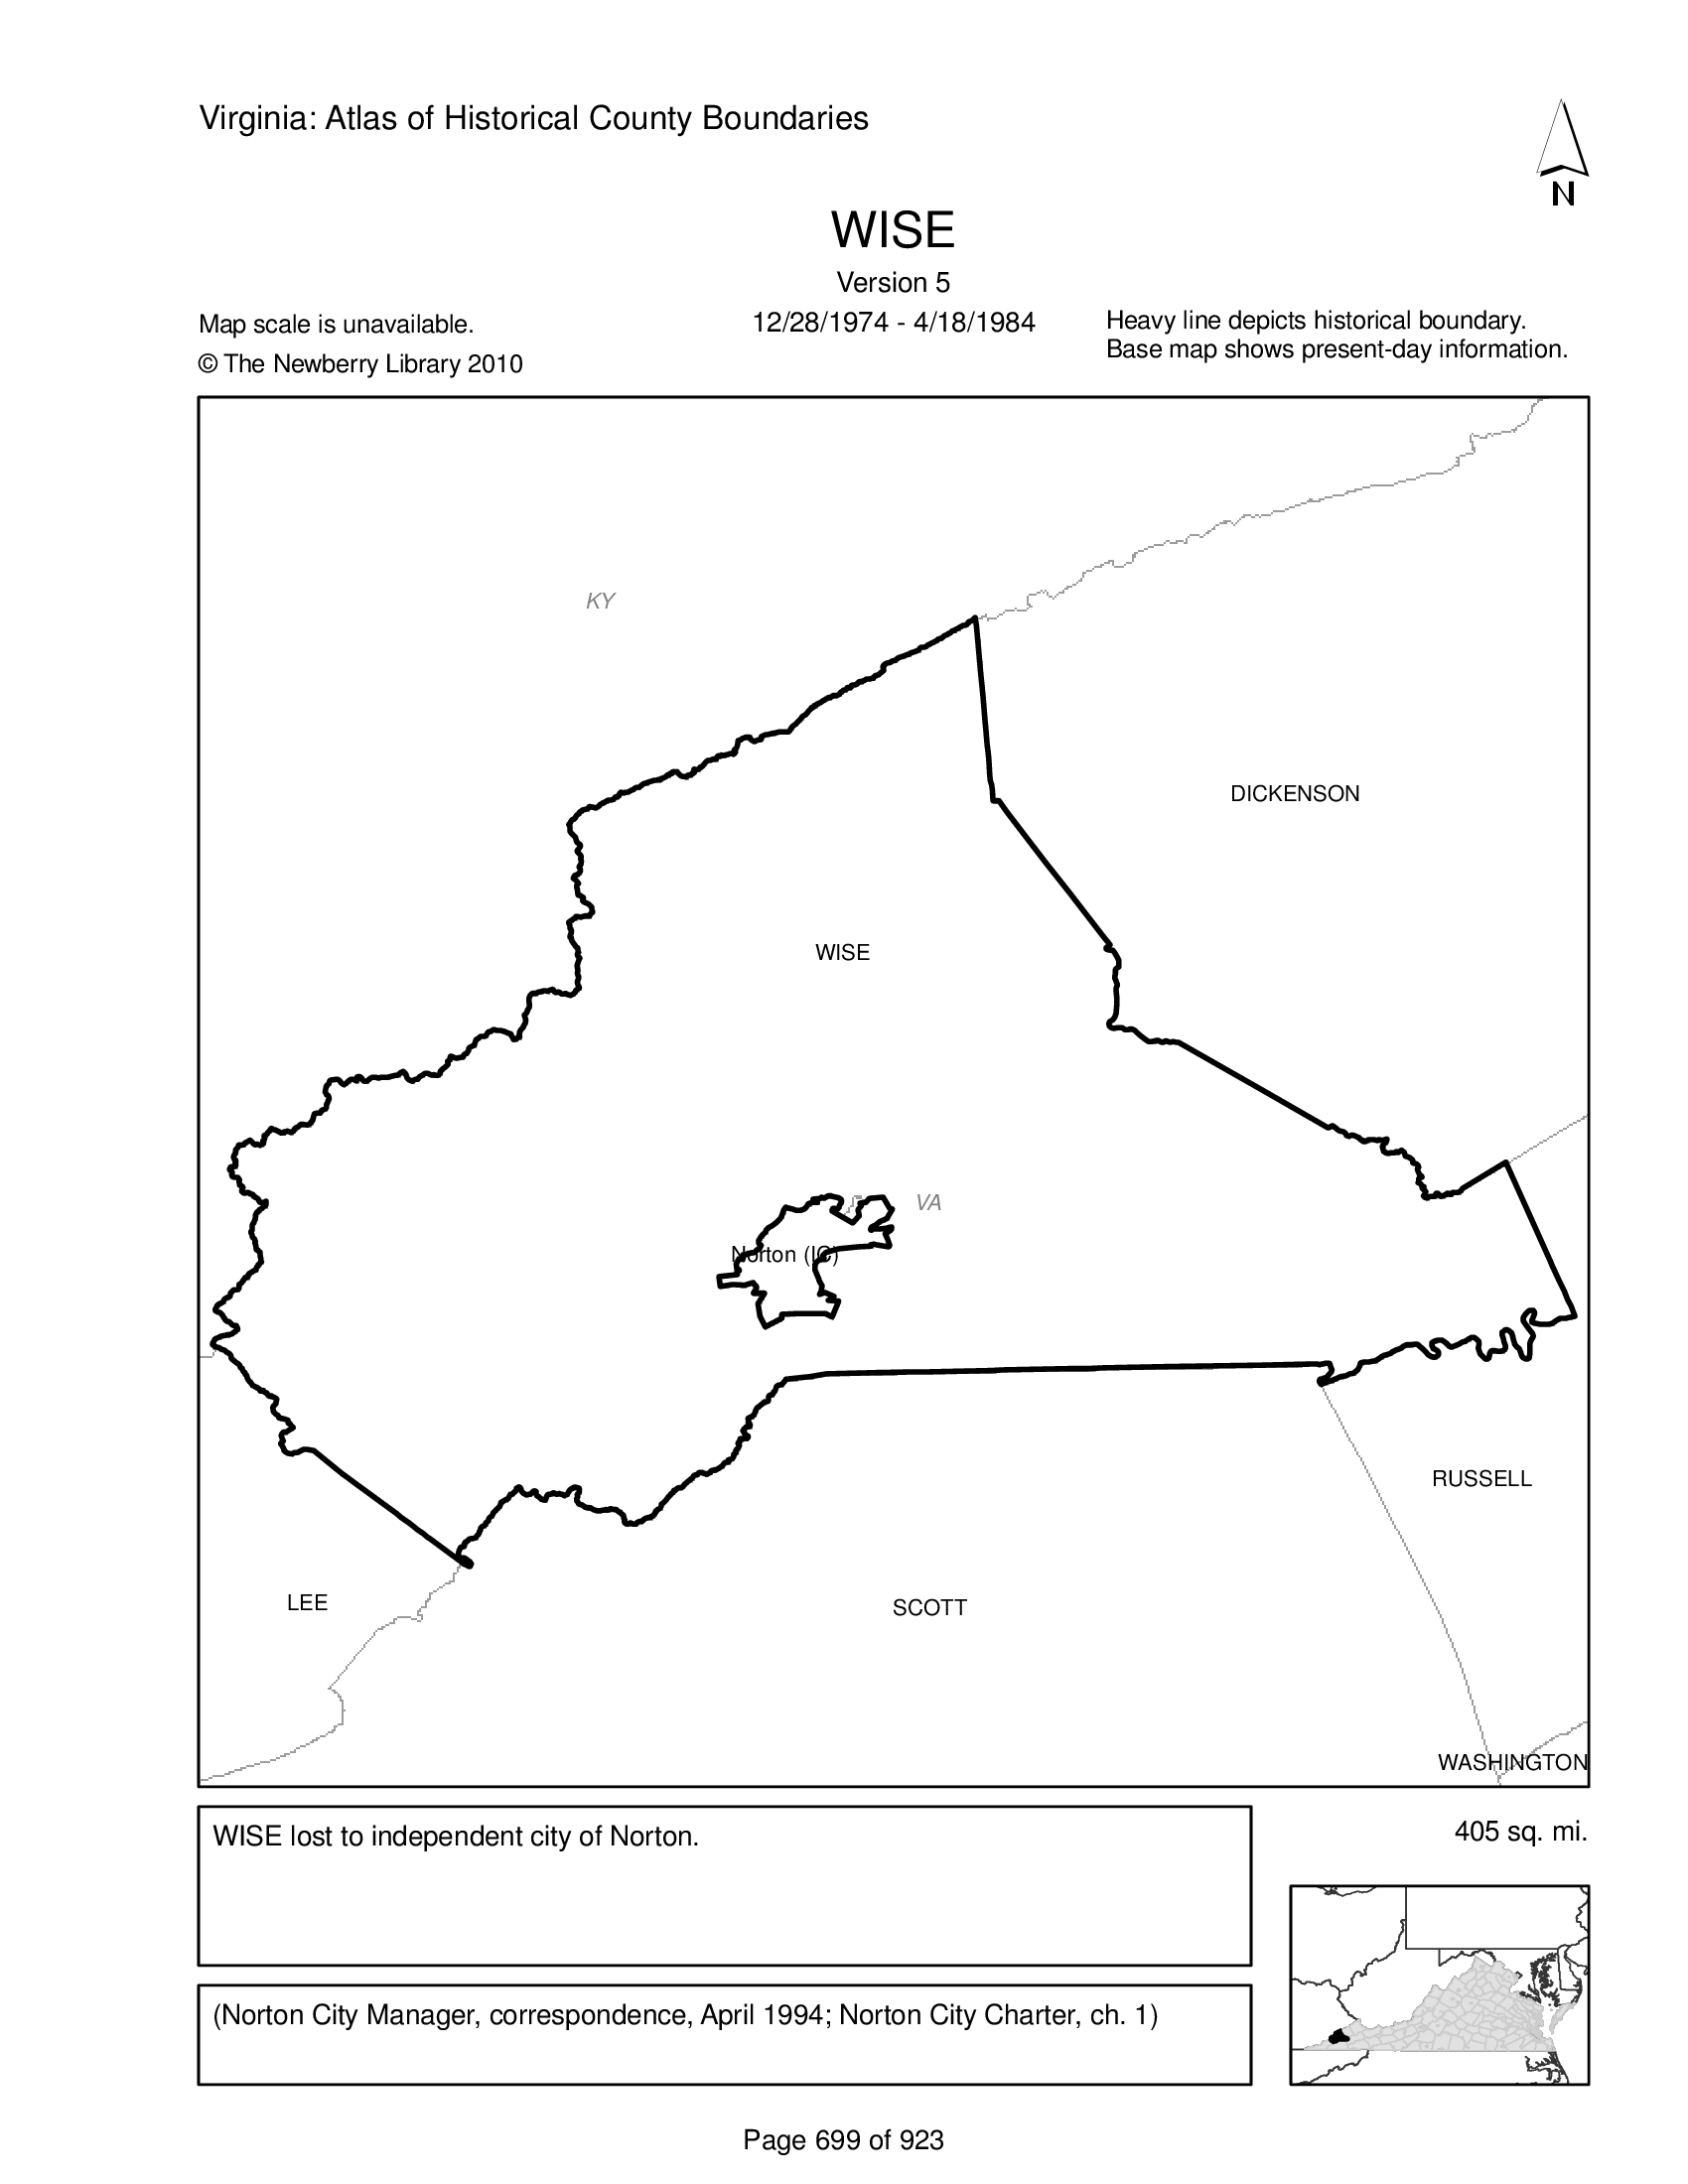 Virginia: Atlas of Historical County Boundaries
N
WISE
Version 5
12/28/1974 - 4/18/1984
Map scale is unavailable.
© The Newberry Library 2010
Heavy line depicts historical boundary.
Base map shows present-day information.
KY
DICKENSON
WISE
VA
Norton (IC)
RUSSELL
LEE
SCOTT
WASHINGTON
WISE lost to independent city of Norton.
405 sq. mi.
(Norton City Manager, correspondence, April 1994; Norton City Charter, ch. 1)
Page 699 of 923